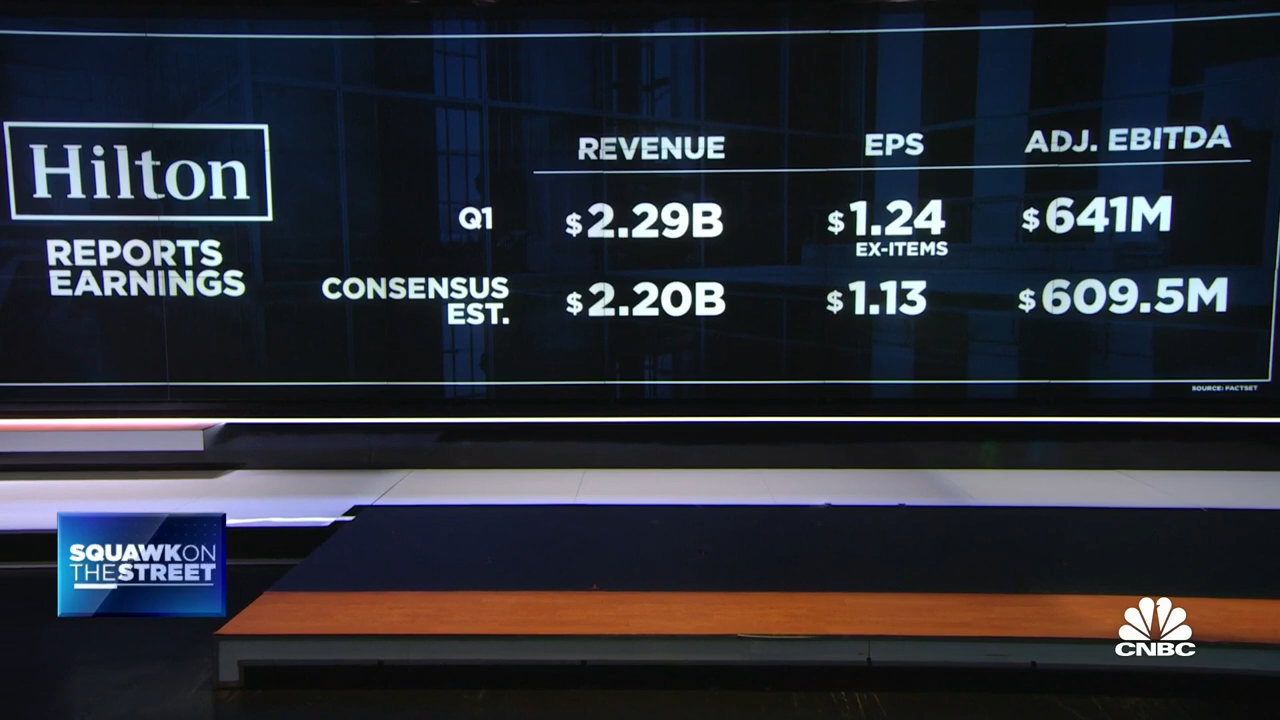 Hilton
REPORTS
EARNINGS
REVENUE EPS ADJ. EBITDA
Q1 $2.29B $1.24 $641M
EX-ITEMS
CONSENSUS
EST. $2.20B $1.13 $609.5M
SOURCE: FACTSET
SQUAWK ON
THE STREET
CNBC